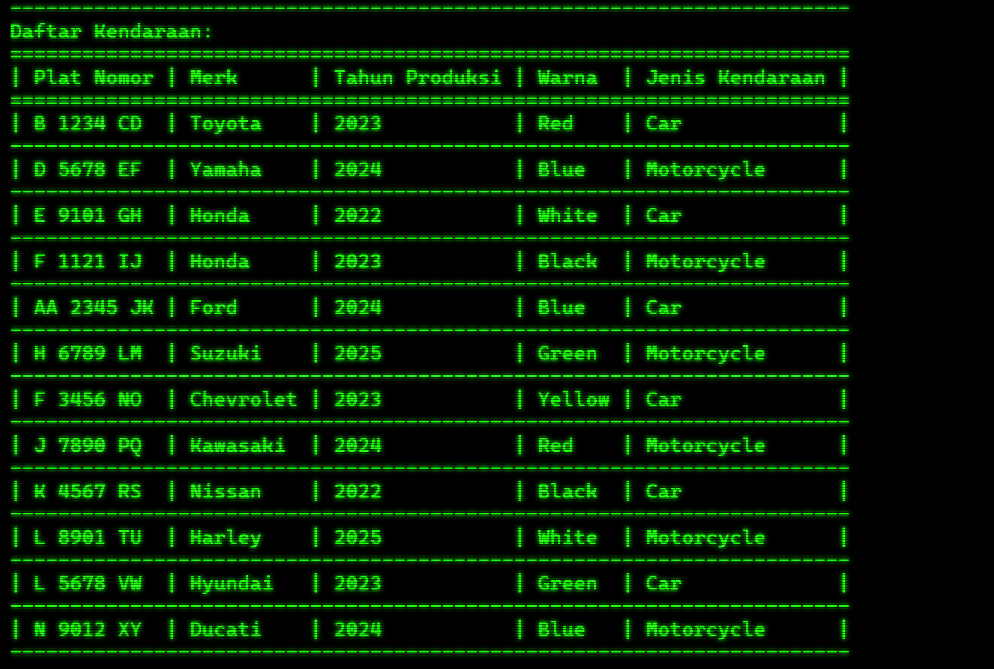 Daftar Kendaraan:
| Plat Nomor | Merk      | Tahun Produksi | Warna  | Jenis Kendaraan |
| B 1234 CD  | Toyota    | 2023           | Red    | Car             |
| D 5678 EF  | Yamaha    | 2024           | Blue   | Motorcycle      |
| E 9101 GH  | Honda     | 2022           | White  | Car             |
| F 1121 IJ  | Honda     | 2023           | Black  | Motorcycle      |
| AA 2345 JK | Ford      | 2024           | Blue   | Car             |
| H 6789 LM  | Suzuki    | 2025           | Green  | Motorcycle      |
| F 3456 NO  | Chevrolet | 2023           | Yellow | Car             |
| J 7890 PQ  | Kawasaki  | 2024           | Red    | Motorcycle      |
| K 4567 RS  | Nissan    | 2022           | Black  | Car             |
| L 8901 TU  | Harley    | 2025           | White  | Motorcycle      |
| L 5678 VW  | Hyundai   | 2023           | Green  | Car             |
| N 9012 XY  | Ducati    | 2024           | Blue   | Motorcycle      |